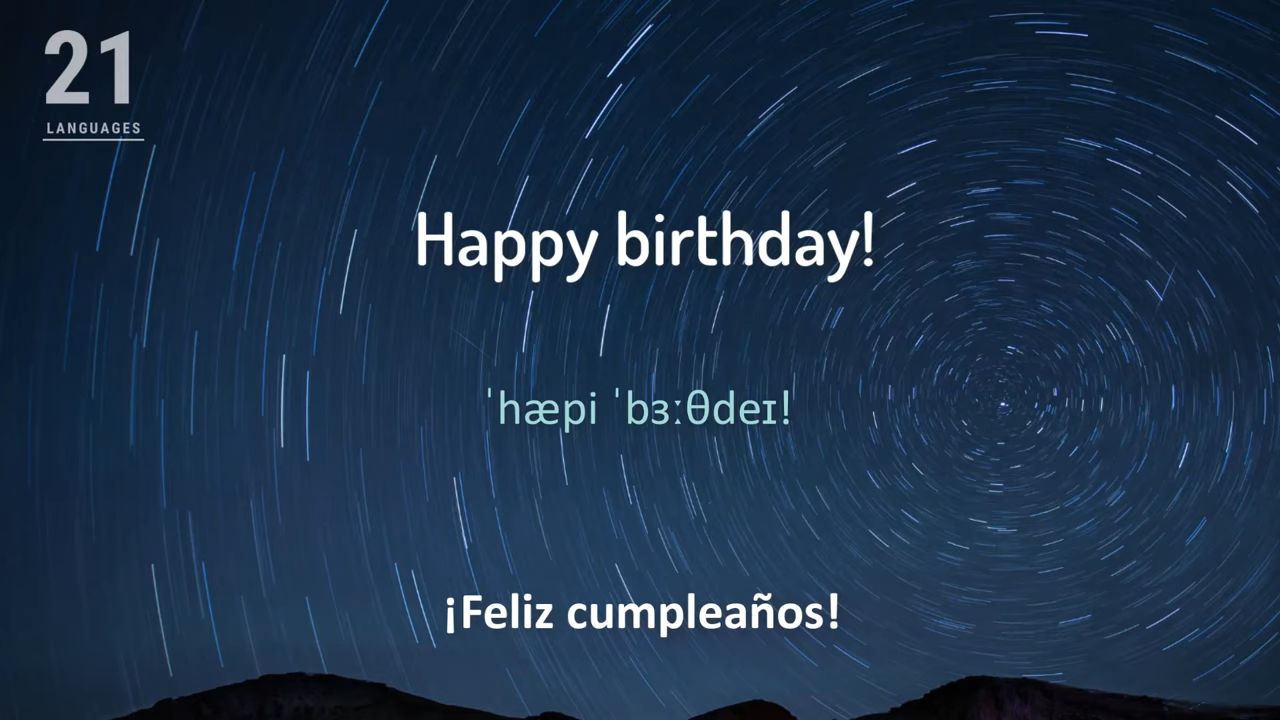 21
LANGUAGES
Happy birthday!
ˈhæpi ˈbɜːθdeɪ!
¡Feliz cumpleaños!